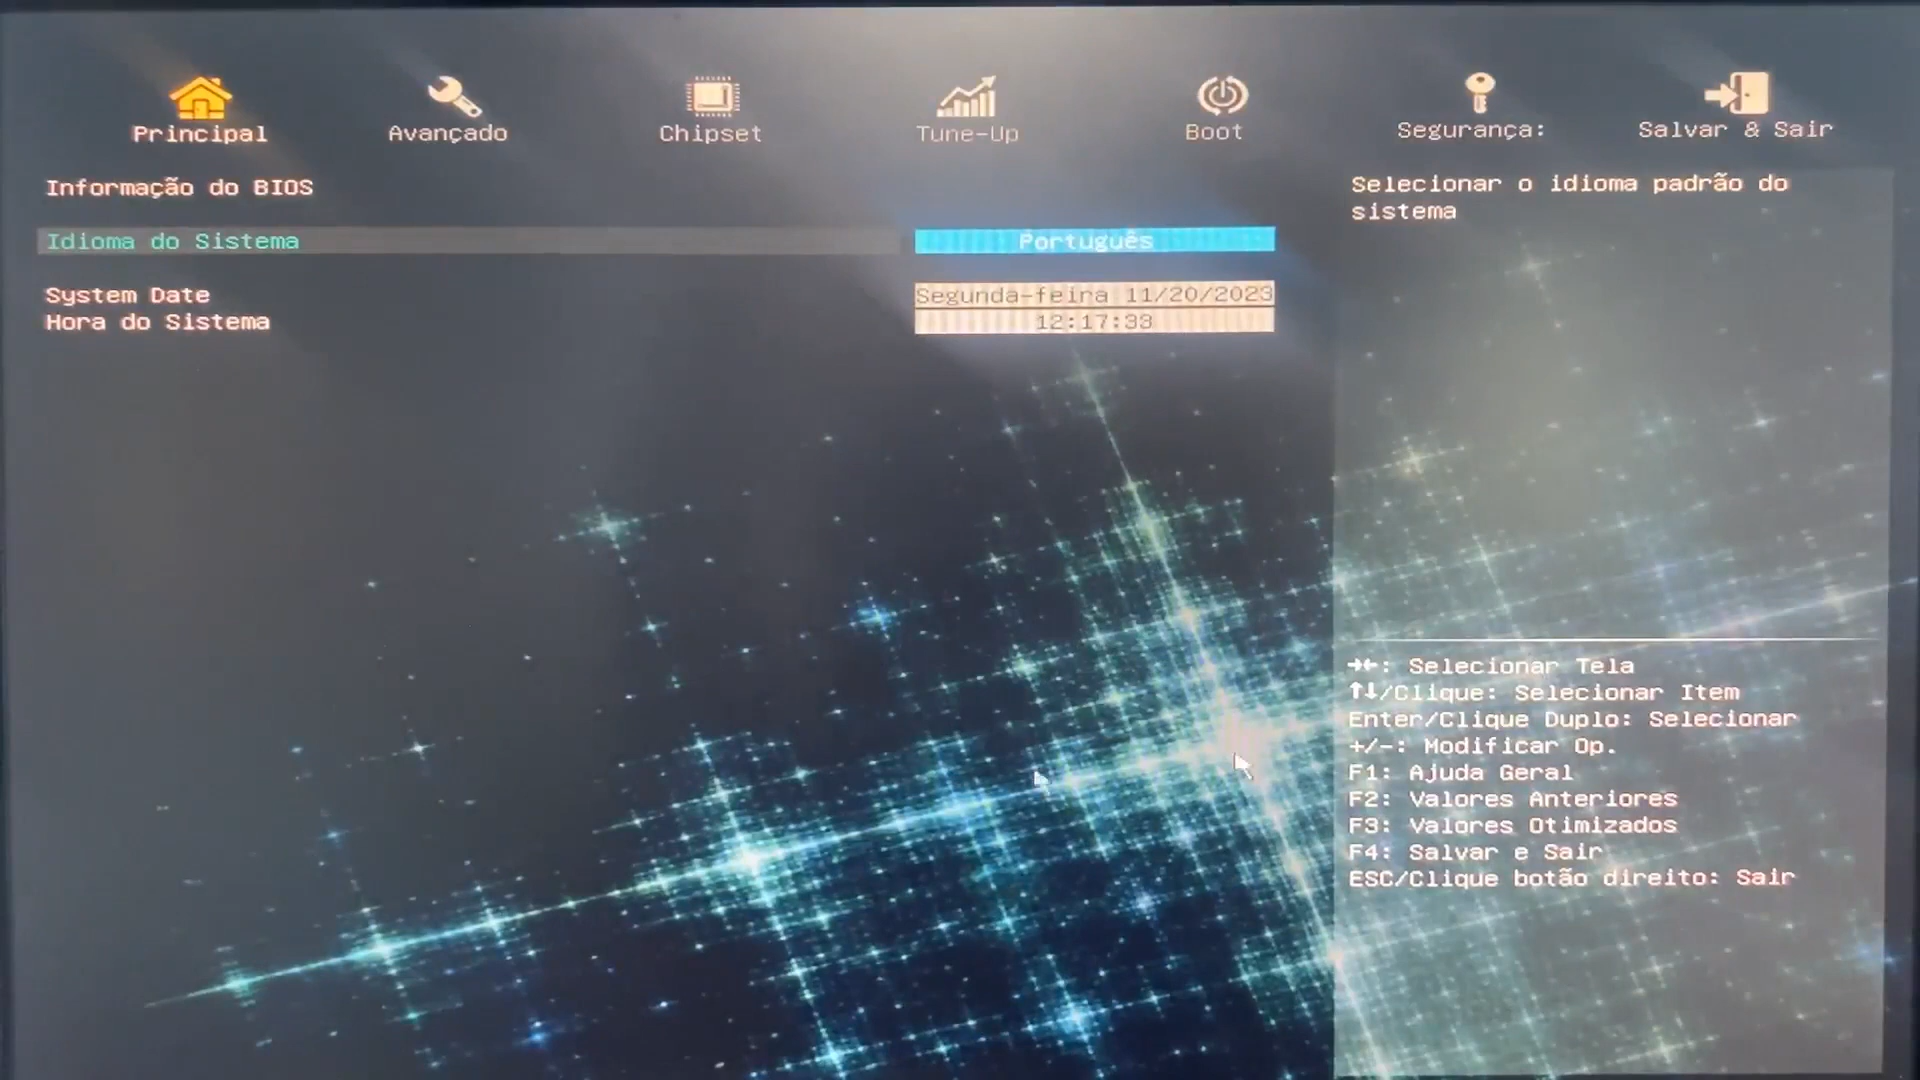 Principal
Avançado
Chipset
Tune-Up
Boot
Segurança:
Salvar & Sair
Informação do BIOS
Idioma do Sistema
Português
System Date
Segunda-feira 11/20/2023
Hora do Sistema
12:17:33
Selecionar o idioma padrão do
sistema
→←: Selecionar Tela
↑↓/Clique: Selecionar Item
Enter/Clique Duplo: Selecionar
+/-: Modificar Op.
F1: Ajuda Geral
F2: Valores Anteriores
F3: Valores Otimizados
F4: Salvar e Sair
ESC/Clique botão direito: Sair